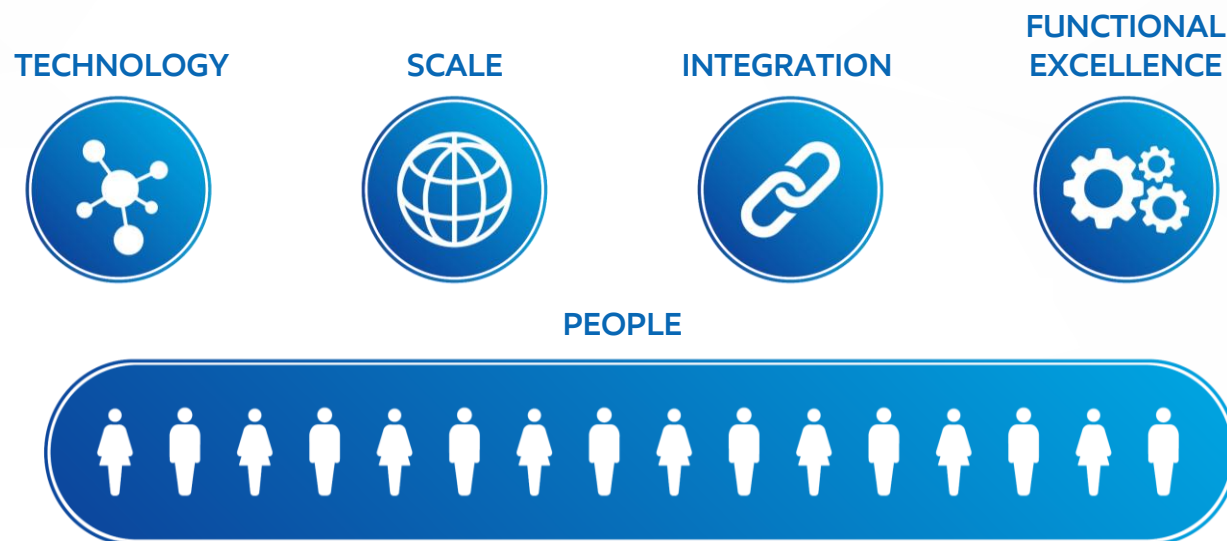 TECHNOLOGY
SCALE
INTEGRATION
FUNCTIONAL
EXCELLENCE
PEOPLE